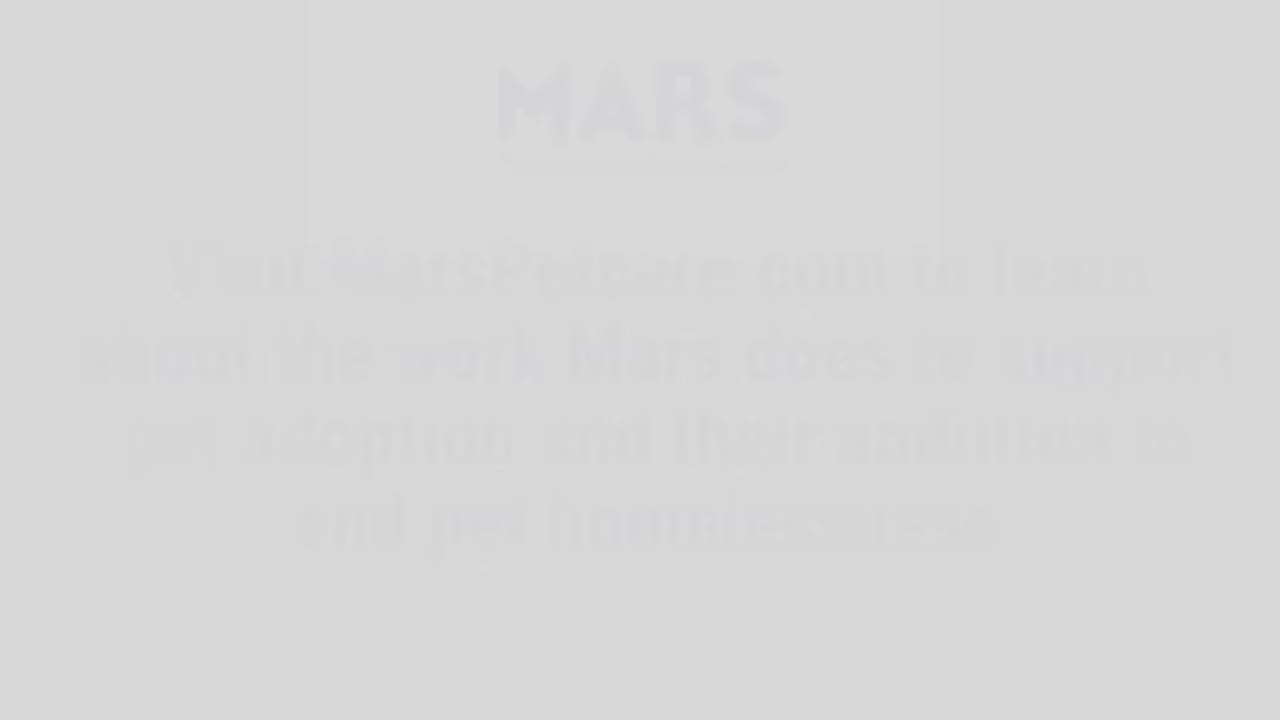 MARS
Visit MarsPetcare.com to learn
about the work Mars does to support
pet adoption and their ambition to
end pet homelessness.